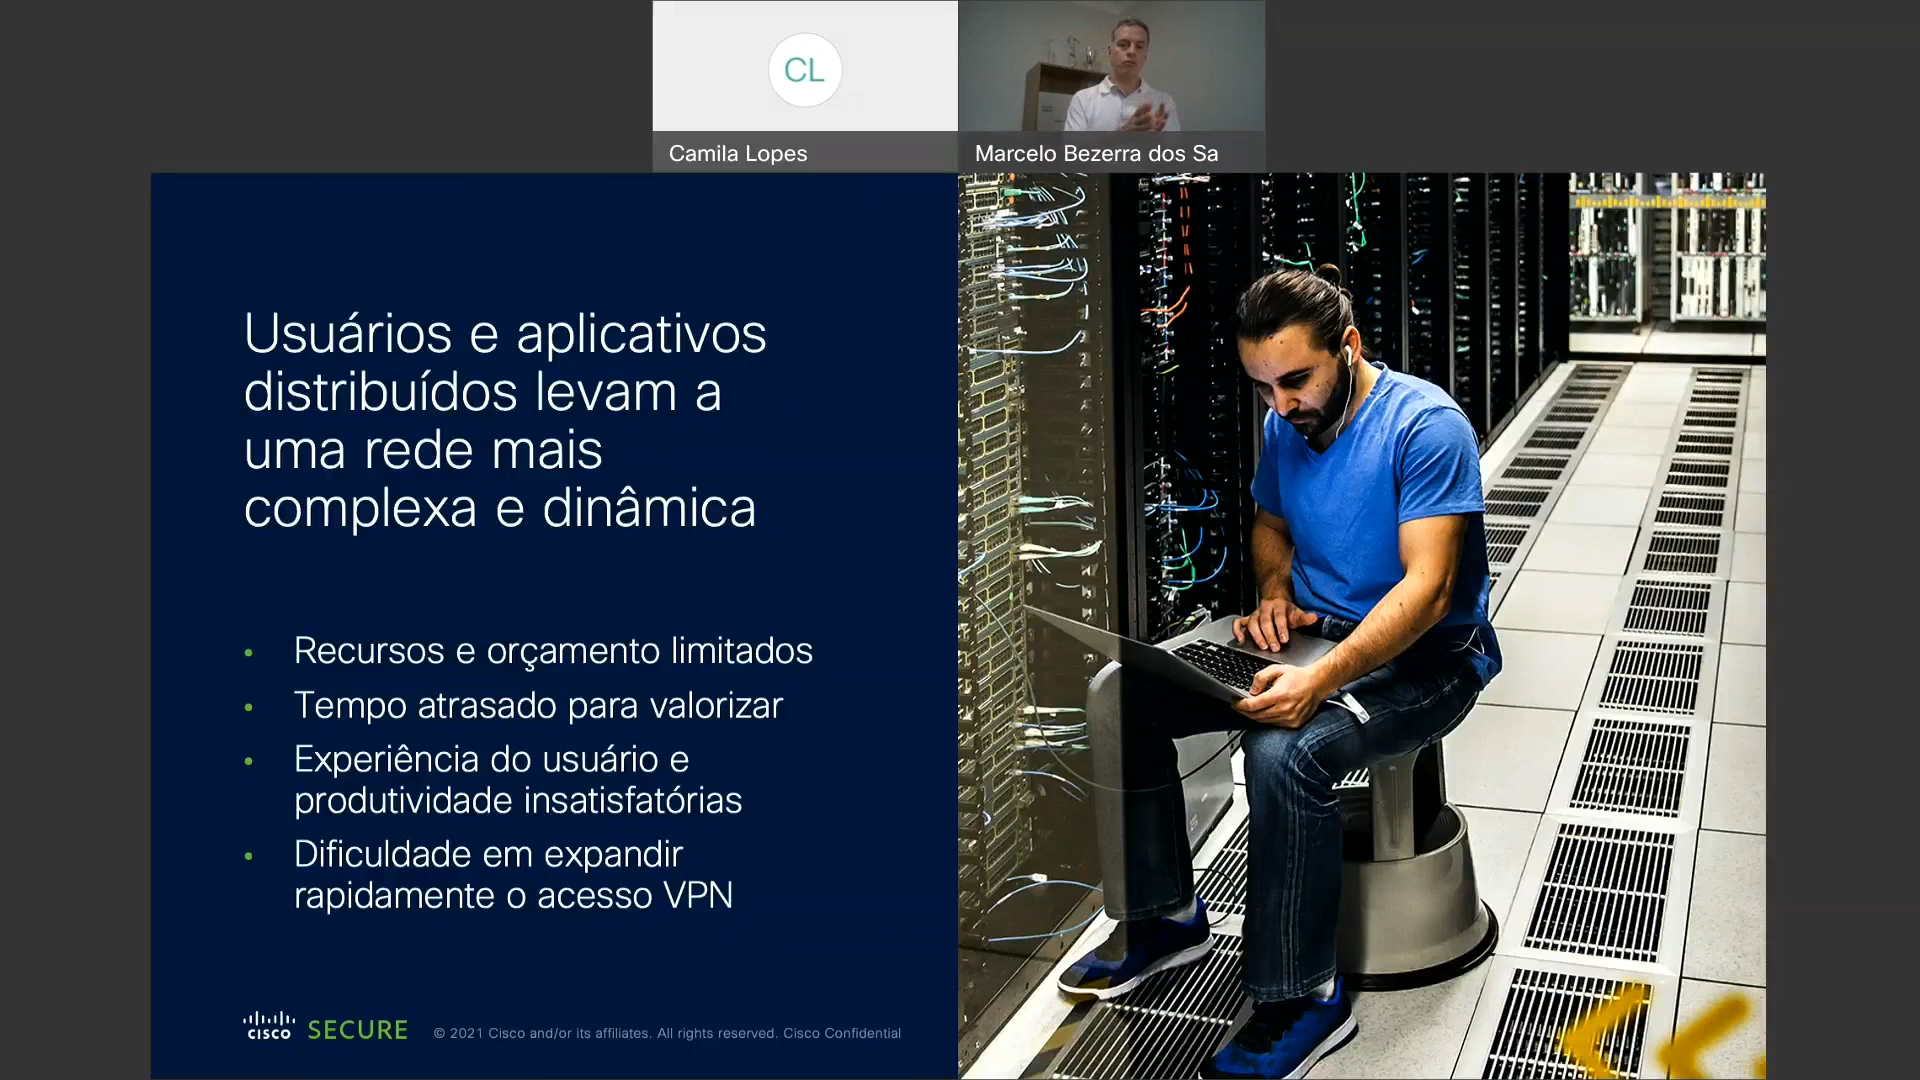 CL
Camila Lopes
Marcelo Bezerra dos Sa
Usuários e aplicativos
distribuídos levam a
uma rede mais
complexa e dinâmica
• Recursos e orçamento limitados
• Tempo atrasado para valorizar
• Experiência do usuário e
produtividade insatisfatórias
• Dificuldade em expandir
rapidamente o acesso VPN
CISCO SECURE © 2021 Cisco and/or its affiliates. All rights reserved. Cisco Confidential